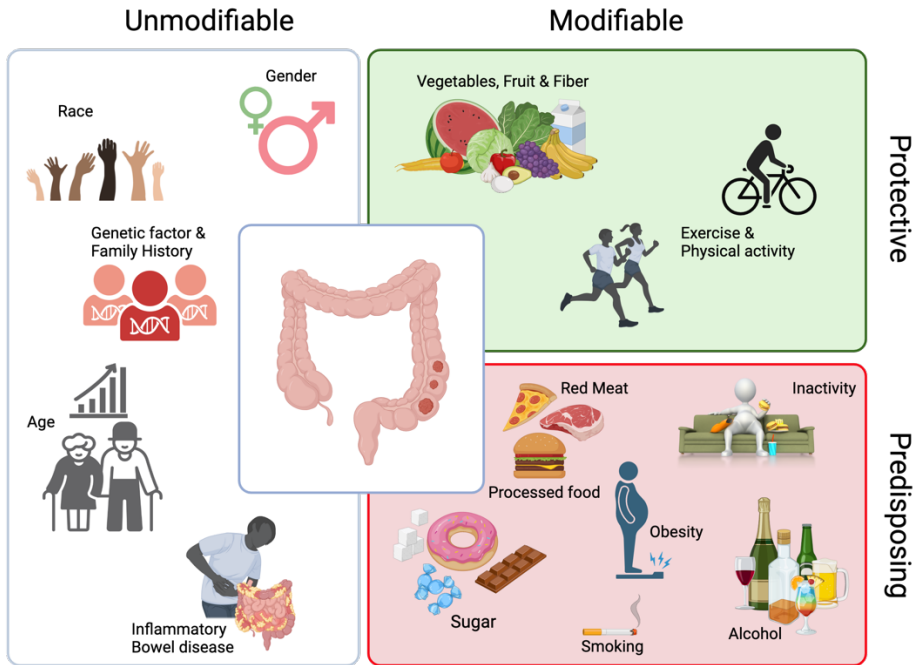 Unmodifiable
Modifiable
Gender
Race
Genetic factor &
Family History
Age
Inflammatory
Bowel disease
Vegetables, Fruit & Fiber
Exercise &
Physical activity
Protective
Red Meat
Inactivity
Processed food
Obesity
Sugar
Smoking
Alcohol
Predisposing